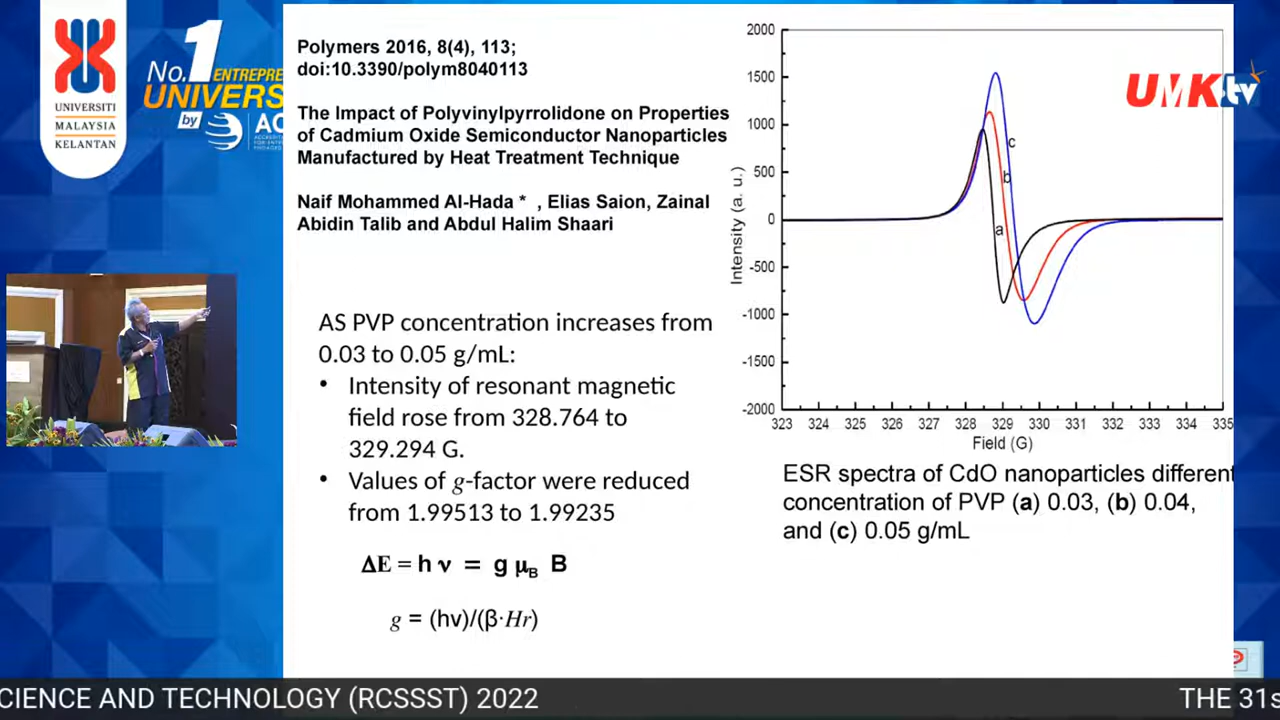 UNIVERSITI
MALAYSIA
KELANTAN
No.1 ENTREPRE
UNIVERS
by
Polymers 2016, 8(4), 113;
doi:10.3390/polym8040113
The Impact of Polyvinylpyrrolidone on Properties
of Cadmium Oxide Semiconductor Nanoparticles
Manufactured by Heat Treatment Technique
Naif Mohammed Al-Hada * , Elias Saion, Zainal
Abidin Talib and Abdul Halim Shaari
AS PVP concentration increases from
0.03 to 0.05 g/mL:
• Intensity of resonant magnetic
field rose from 328.764 to
329.294 G.
• Values of g-factor were reduced
from 1.99513 to 1.99235
ΔE = h ν = g μB B
g = (hv)/(β·Hr)
UMK.tv
Intensity (a. u.)
2000
1500
1000
500
0
-500
-1000
-1500
-2000
c
b
a
323 324 325 326 327 328 329 330 331 332 333 334 335
Field (G)
ESR spectra of CdO nanoparticles different
concentration of PVP (a) 0.03, (b) 0.04,
and (c) 0.05 g/mL
CIENCE AND TECHNOLOGY (RCSSST) 2022 THE 31s